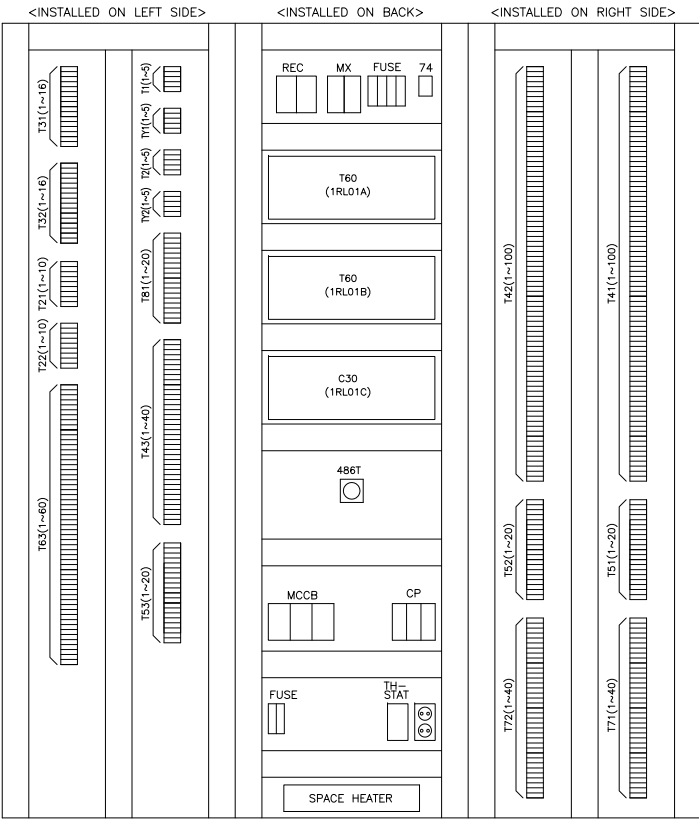 <INSTALLED ON LEFT SIDE>
T31(1~16)
T32(1~16)
T21(1~10)
T22(1~10)
T63(1~60)
T1(1~5)
TY1(1~5)
T2(1~5)
TY2(1~5)
T81(1~20)
T43(1~40)
T53(1~20)
<INSTALLED ON BACK>
REC MX FUSE 74
T60
(1RL01A)
T60
(1RL01B)
C30
(1RL01C)
486T
MCCB CP
FUSE
TH-
STAT
SPACE HEATER
<INSTALLED ON RIGHT SIDE>
T42(1~100)
T52(1~20)
T72(1~40)
T41(1~100)
T51(1~20)
T71(1~40)